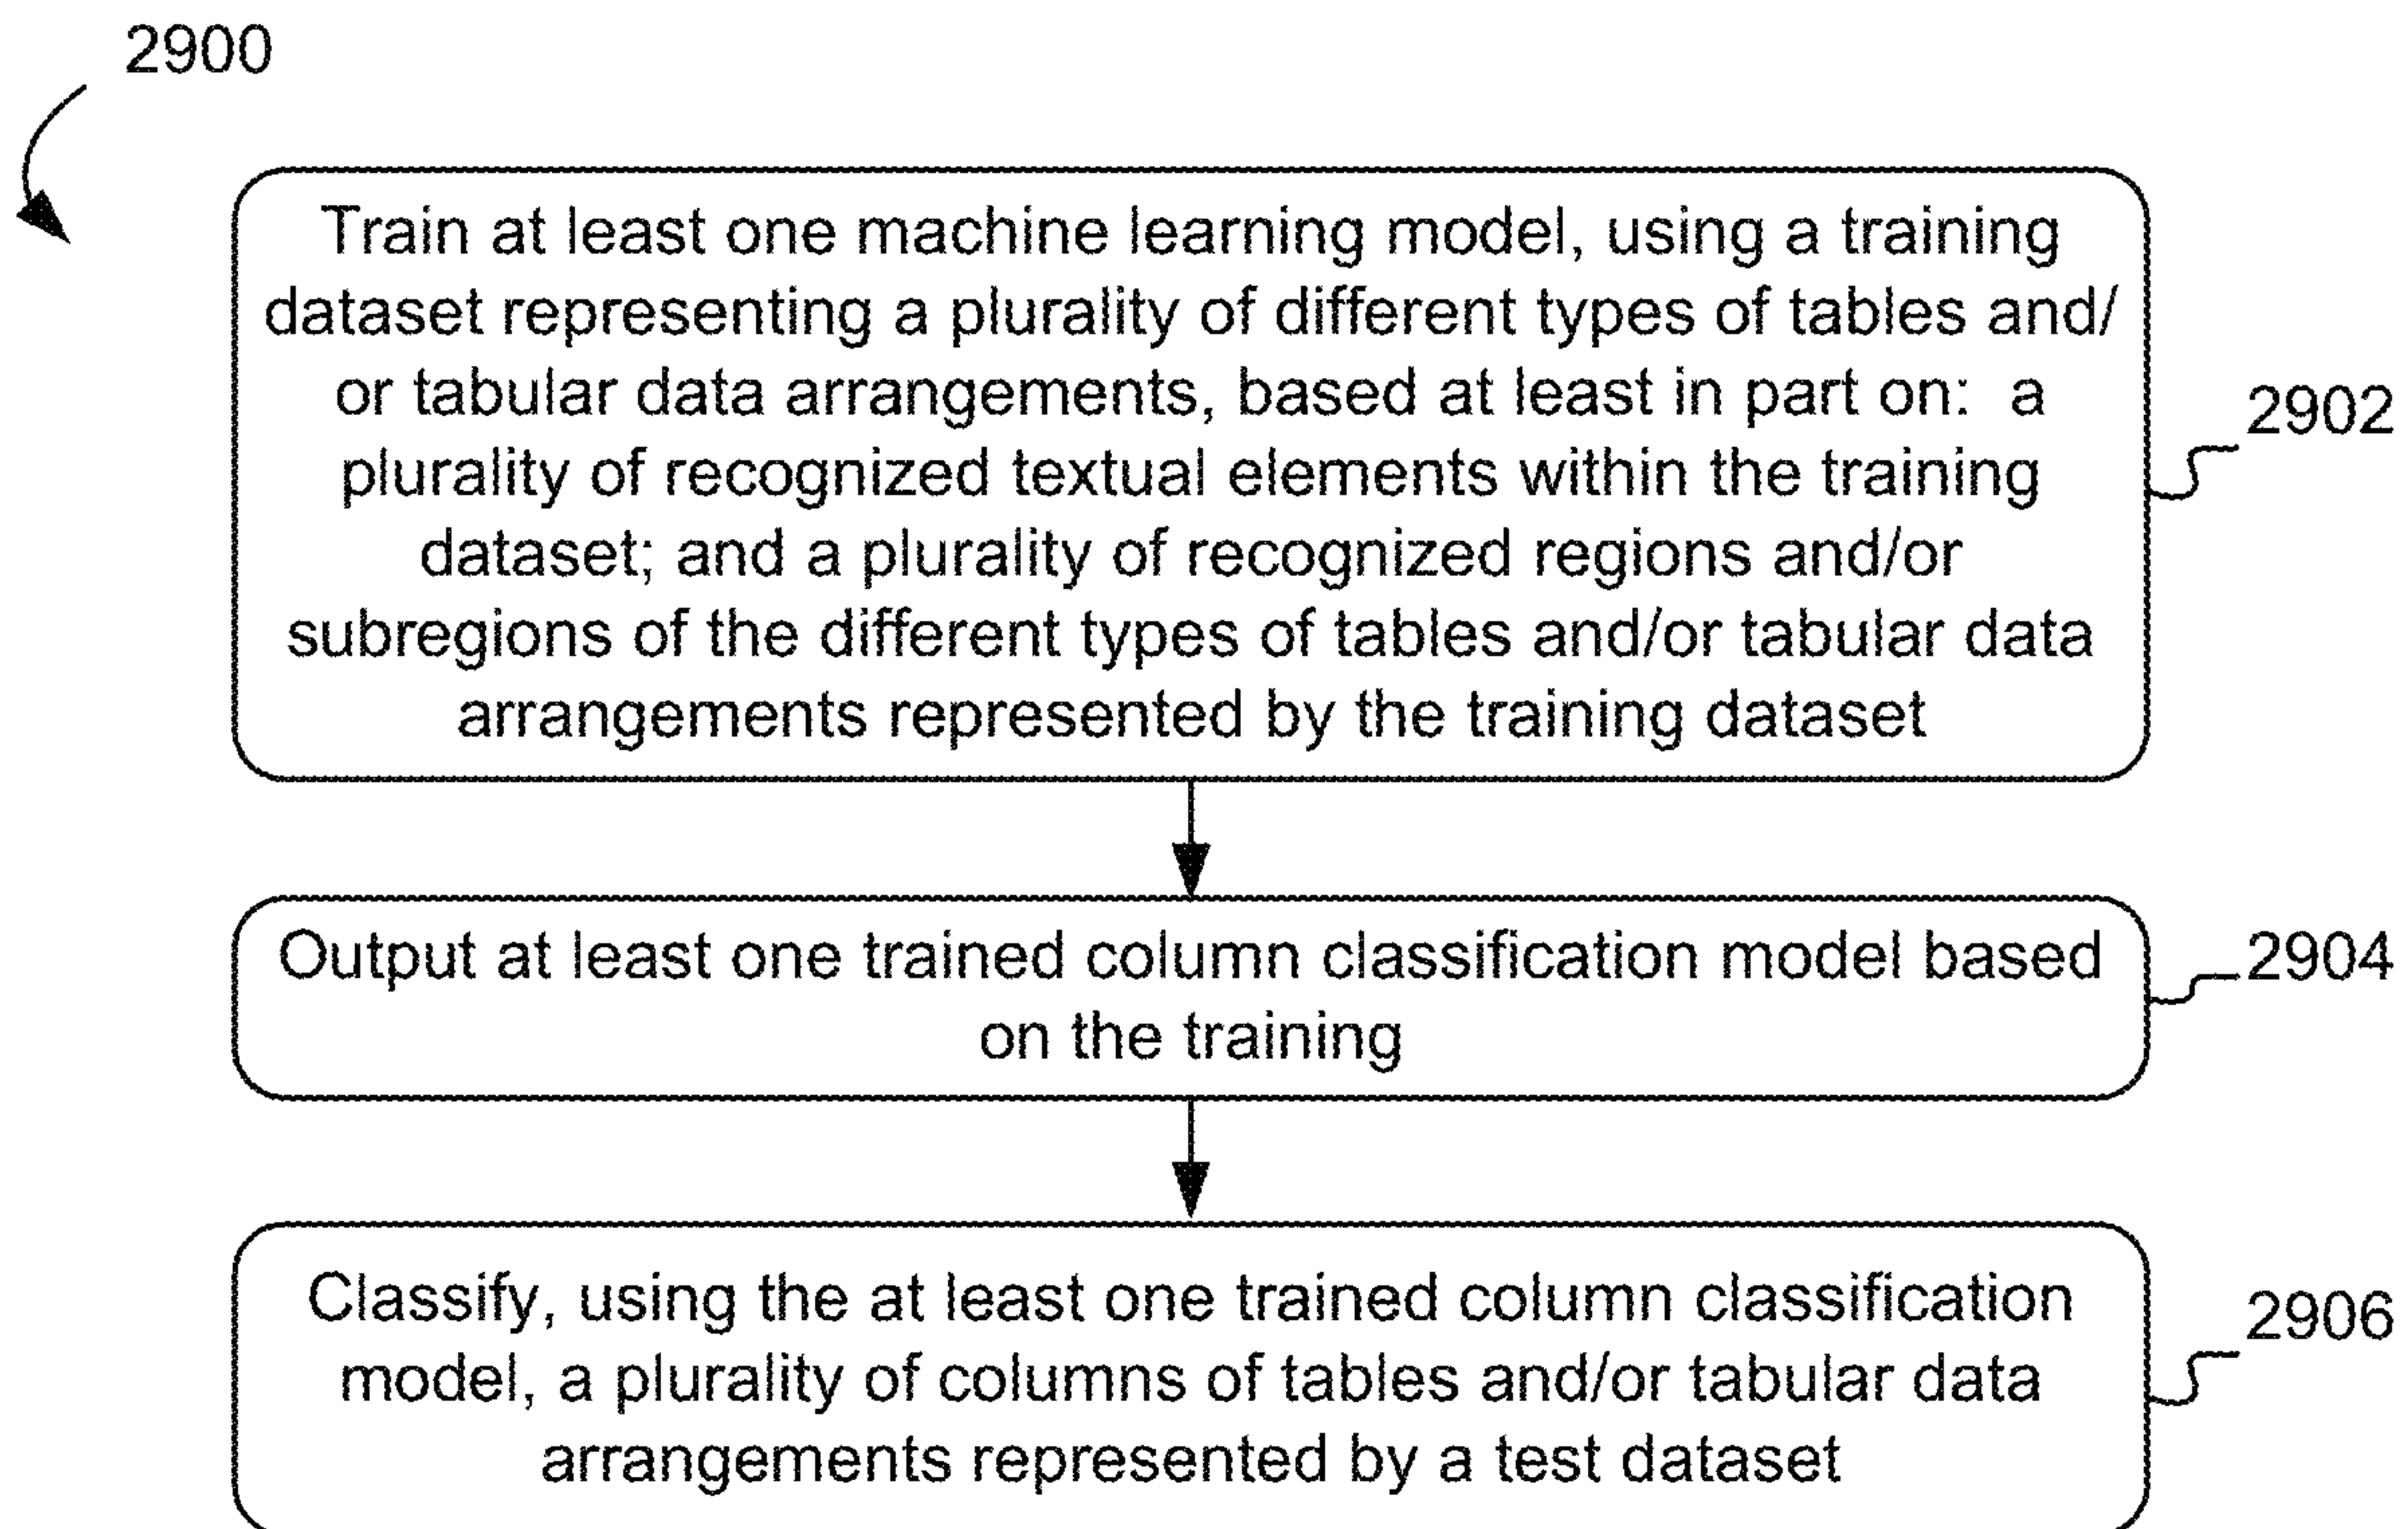 2900
Train at least one machine learning model, using a training
dataset representing a plurality of different types of tables and/
or tabular data arrangements, based at least in part on:  a
plurality of recognized textual elements within the training
dataset; and a plurality of recognized regions and/or
subregions of the different types of tables and/or tabular data
arrangements represented by the training dataset
2902
Output at least one trained column classification model based
on the training
2904
Classify, using the at least one trained column classification
model, a plurality of columns of tables and/or tabular data
arrangements represented by a test dataset
2906